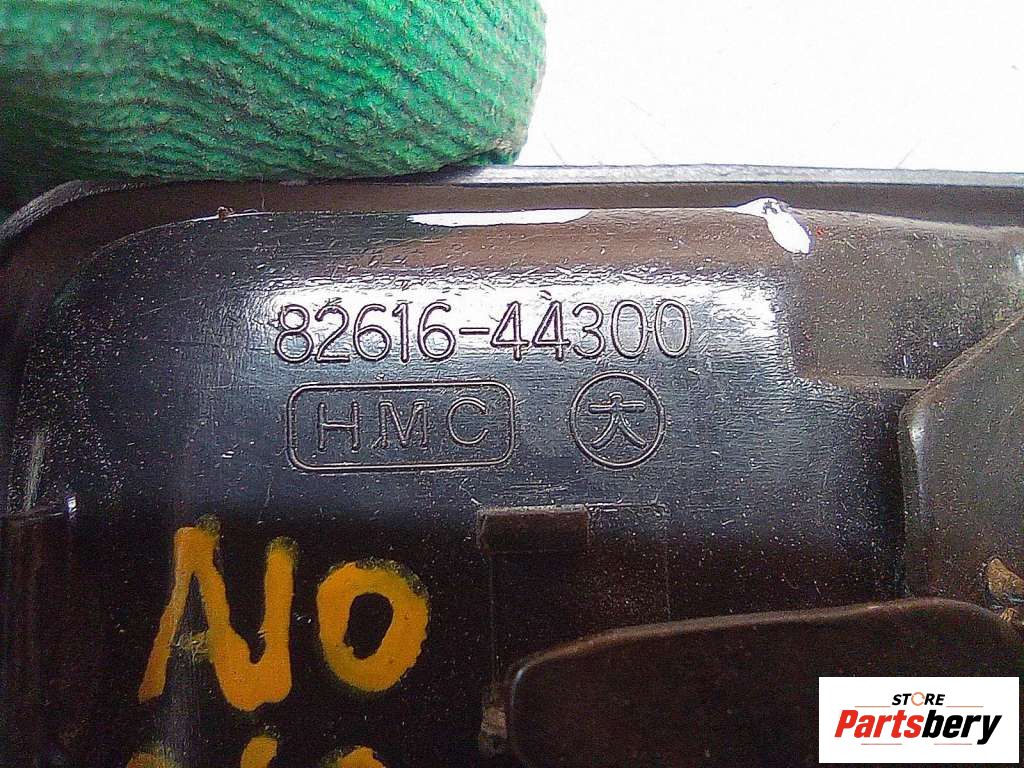 82616-44300
HMC 大
NO
STORE
Partsbery